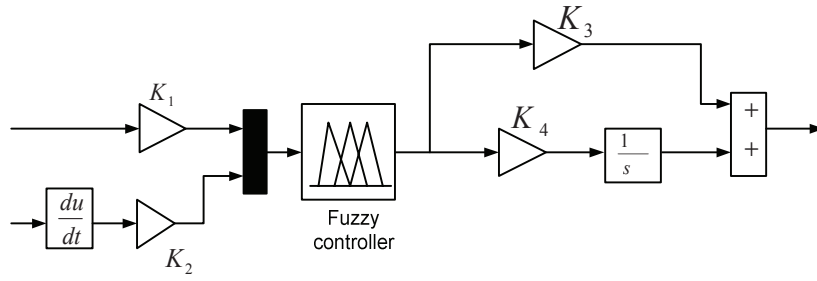 K3
K1
K4
+
+
1
s
du
dt
K2
Fuzzy
controller